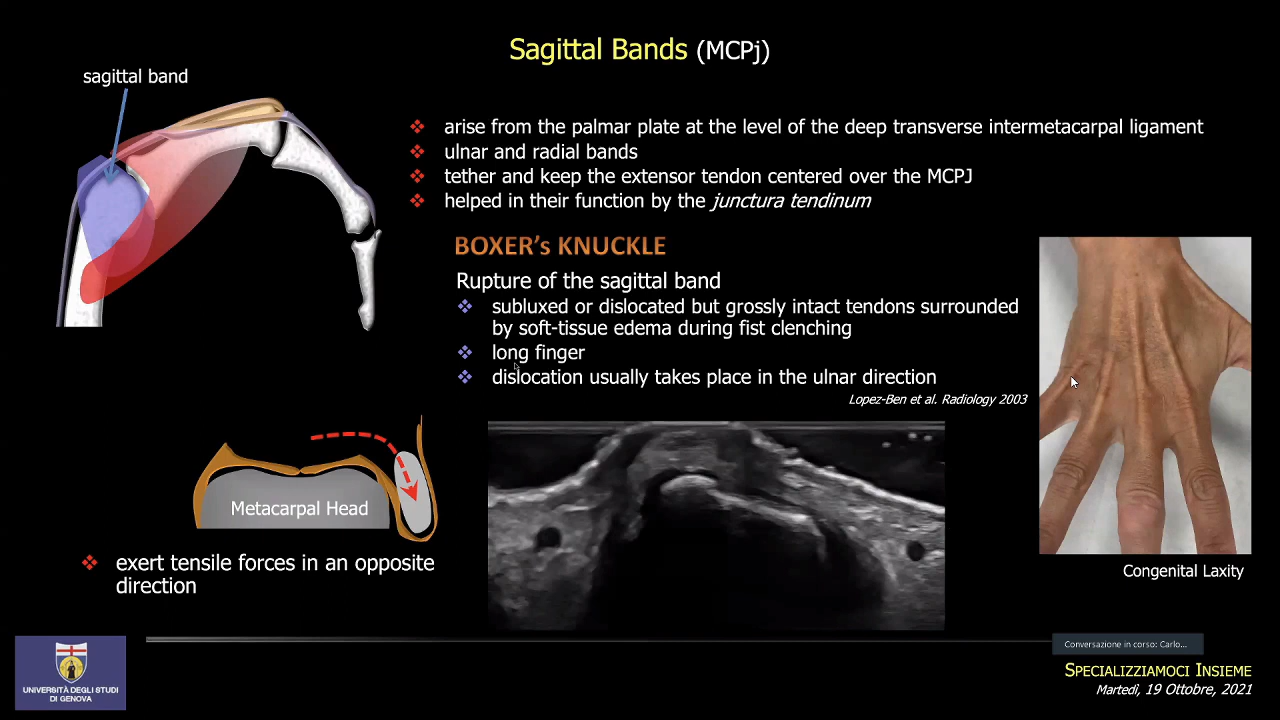 Sagittal Bands (MCPj)
sagittal band
arise from the palmar plate at the level of the deep transverse intermetacarpal ligament
ulnar and radial bands
tether and keep the extensor tendon centered over the MCPJ
helped in their function by the junctura tendinum
BOXER's KNUCKLE
Rupture of the sagittal band
subluxed or dislocated but grossly intact tendons surrounded
by soft-tissue edema during fist clenching
long finger
dislocation usually takes place in the ulnar direction
Lopez-Ben et al. Radiology 2003
Metacarpal Head
exert tensile forces in an opposite
direction
Congenital Laxity
UNIVERSITÀ DEGLI STUDI
DI GENOVA
Conversazione in corso: Carlo...
SPECIALIZZIAMOCI INSIEME
Martedì, 19 Ottobre, 2021